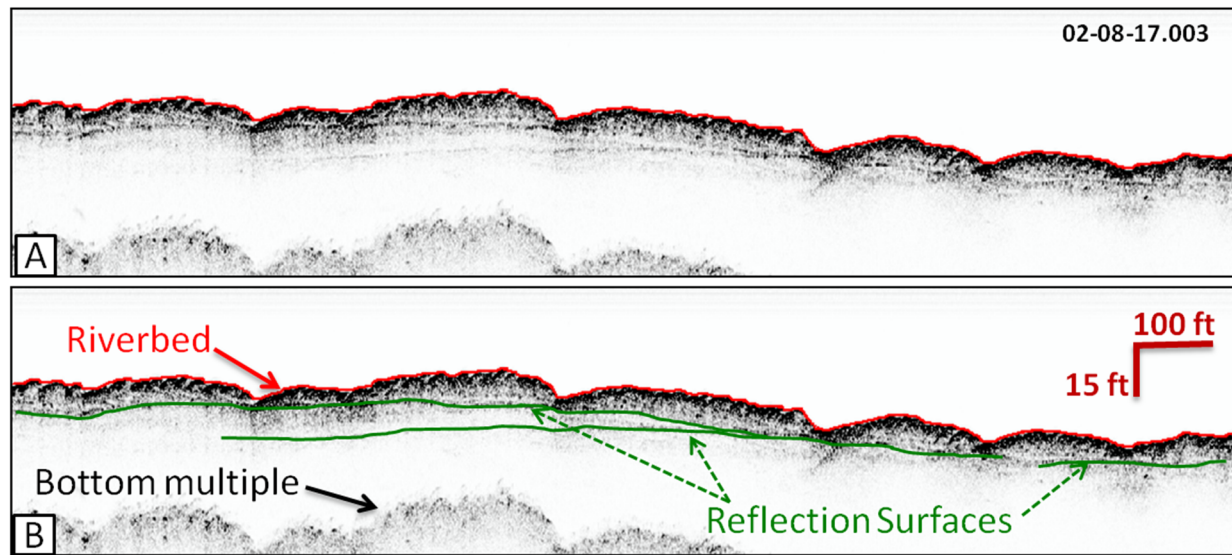 02-08-17.003
A
Riverbed
100 ft
15 ft
Bottom multiple
Reflection Surfaces
B